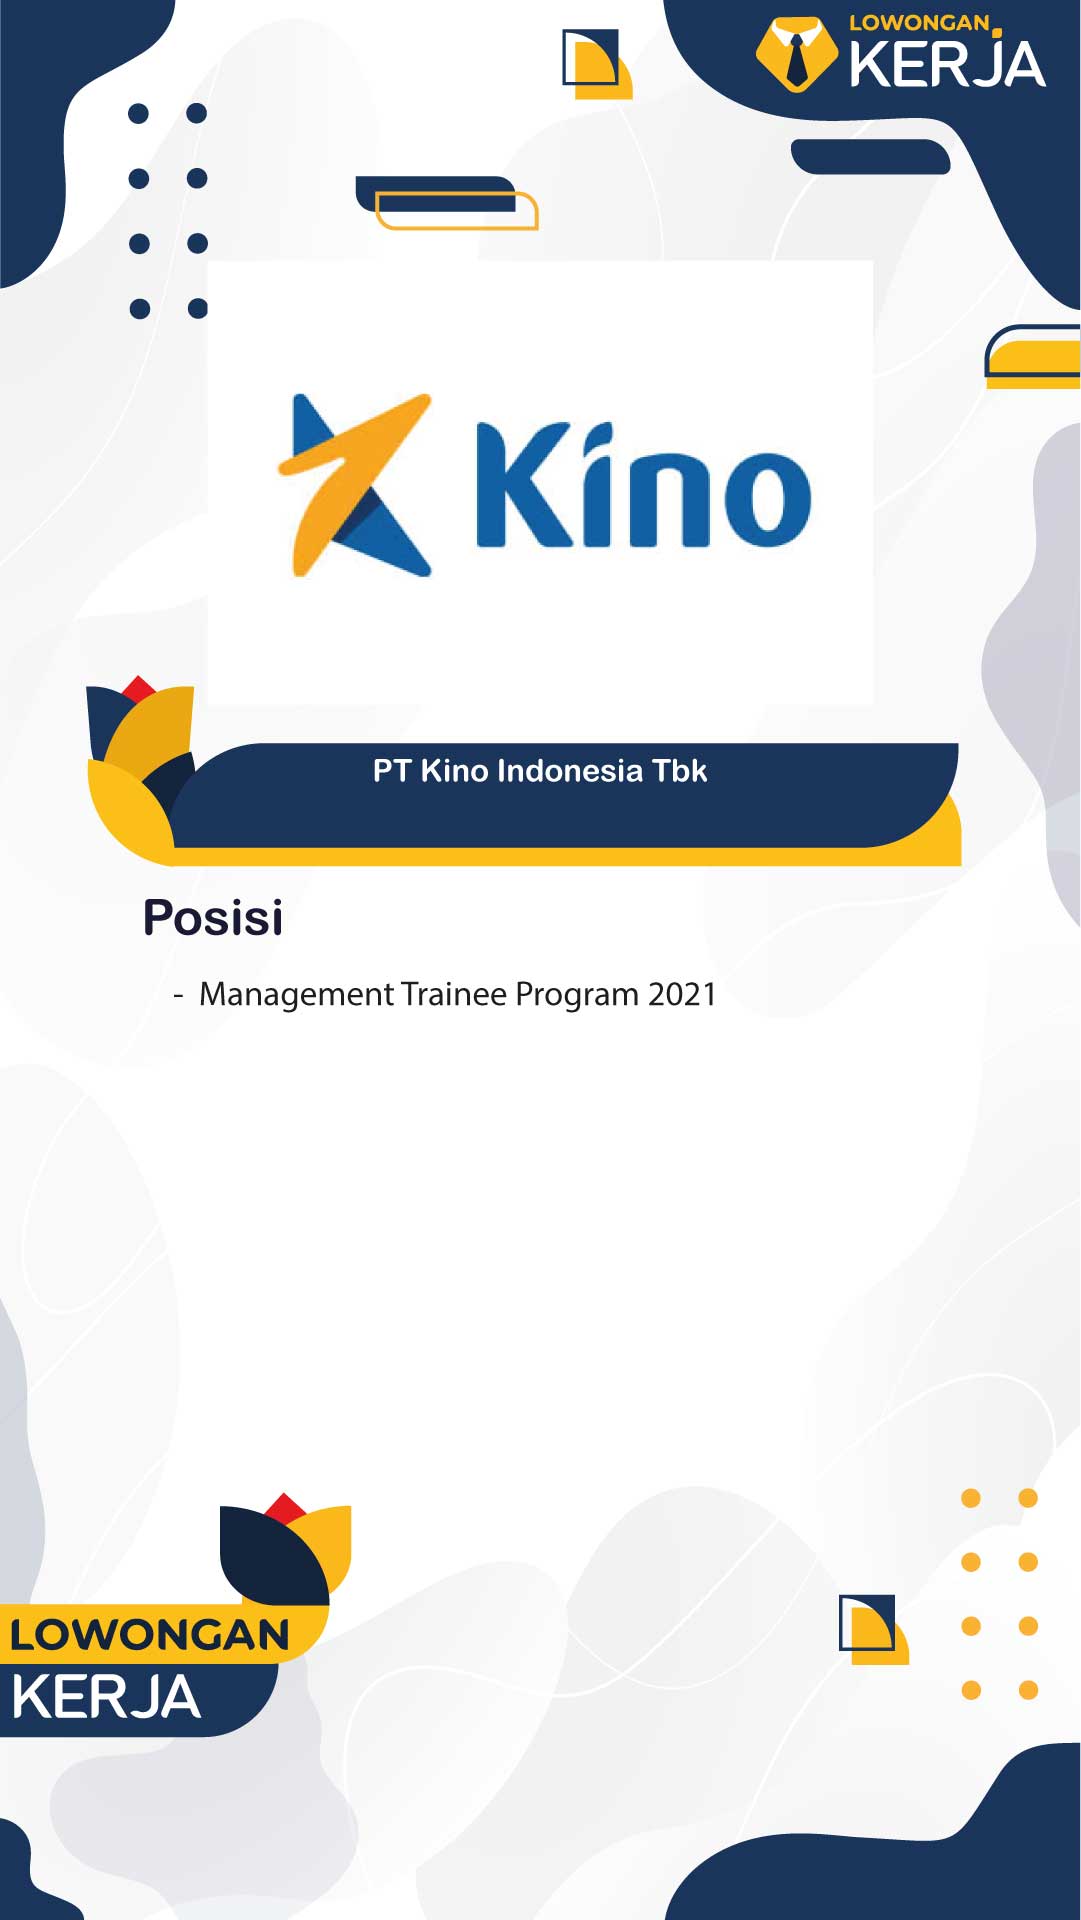 LOWONGAN
KERJA
Kino
PT Kino Indonesia Tbk
Posisi
- Management Trainee Program 2021
LOWONGAN
KERJA